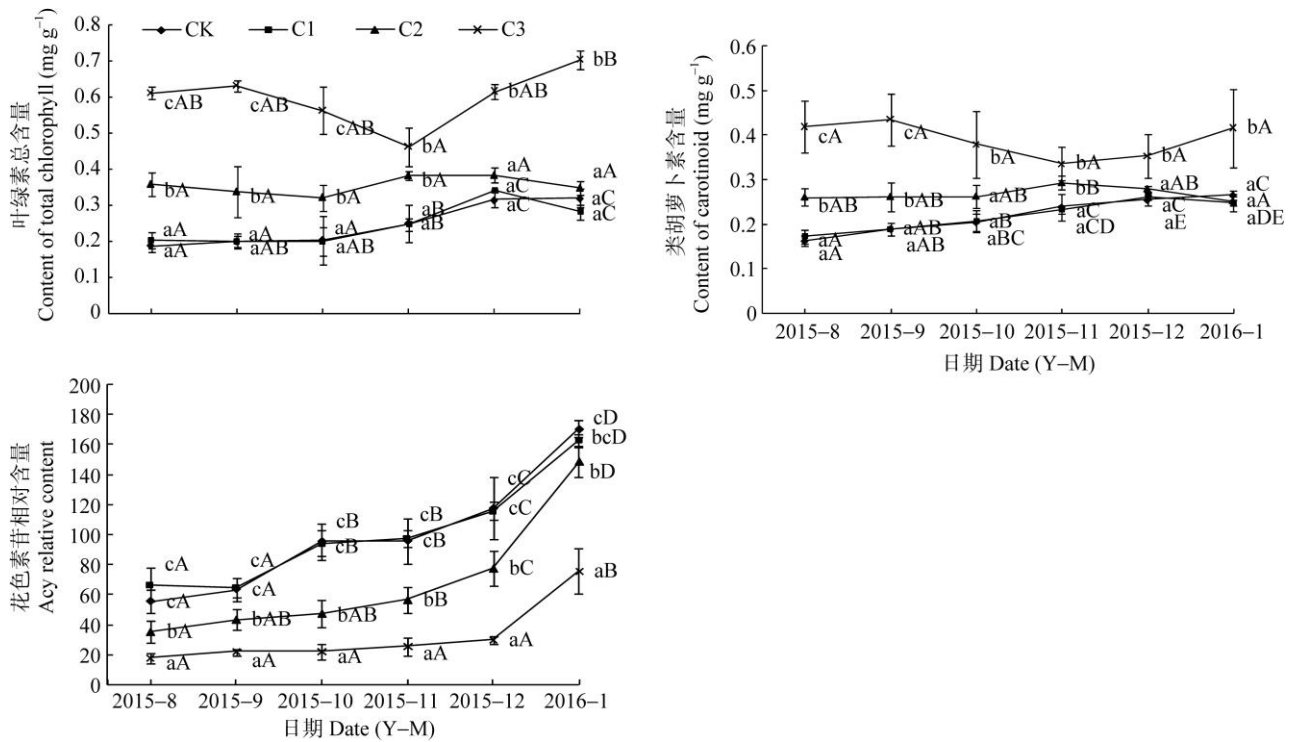 CK C1 C2 C3
叶绿素总含量
Content of total chlorophyll (mg g⁻¹)
0.8
0.7
0.6
0.5
0.4
0.3
0.2
0.1
0
cAB cAB cAB bA bAB bB
bA bA bA bA aA aA
aA aA aA aB aC aC
aA aAB aAB aB aC aC
类胡萝卜素含量
Content of carotinoid (mg g⁻¹)
0.6
0.5
0.4
0.3
0.2
0.1
0
cA cA bA bA bA bA
bAB bAB aAB bB aAB aC
aA aAB aB aC aC aA
aA aAB aBC aCD aE aDE
2015–8 2015–9 2015–10 2015–11 2015–12 2016–1
日期 Date (Y–M)
花色素苷相对含量
Acy relative content
200
180
160
140
120
100
80
60
40
20
0
cA cA cB cB cC cD
cA cA cB cB cC bcD
bA bAB bAB bB bC bD
aA aA aA aA aA aB
2015–8 2015–9 2015–10 2015–11 2015–12 2016–1
日期 Date (Y–M)